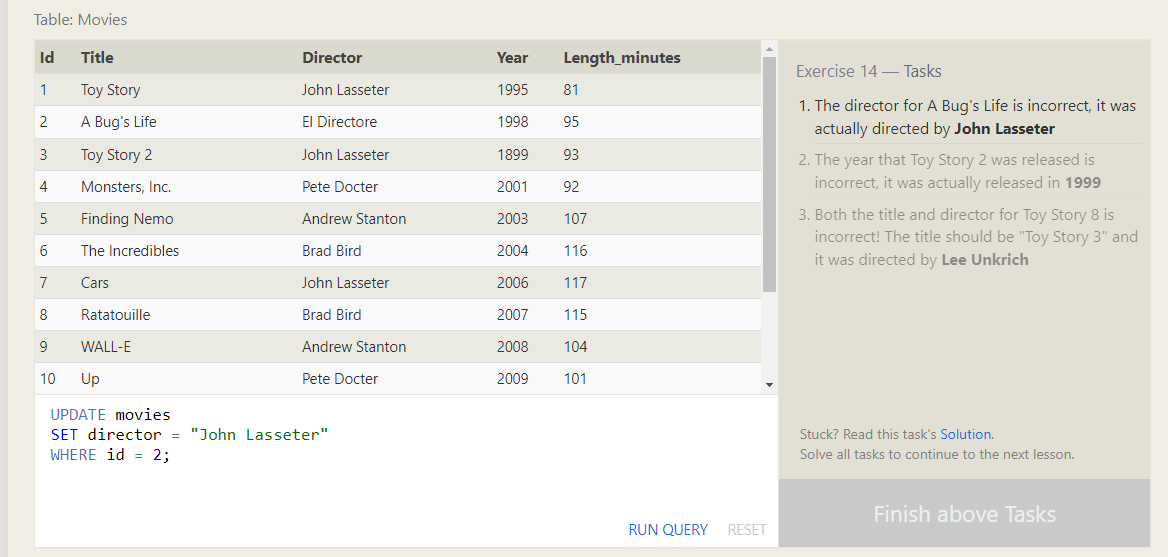 Table: Movies
Id Title Director Year Length_minutes
1 Toy Story John Lasseter 1995 81
2 A Bug's Life El Directore 1998 95
3 Toy Story 2 John Lasseter 1899 93
4 Monsters, Inc. Pete Docter 2001 92
5 Finding Nemo Andrew Stanton 2003 107
6 The Incredibles Brad Bird 2004 116
7 Cars John Lasseter 2006 117
8 Ratatouille Brad Bird 2007 115
9 WALL-E Andrew Stanton 2008 104
10 Up Pete Docter 2009 101
UPDATE movies
SET director = "John Lasseter"
WHERE id = 2;
RUN QUERY RESET
Exercise 14 — Tasks
1. The director for A Bug's Life is incorrect, it was
actually directed by John Lasseter
2. The year that Toy Story 2 was released is
incorrect, it was actually released in 1999
3. Both the title and director for Toy Story 8 is
incorrect! The title should be "Toy Story 3" and
it was directed by Lee Unkrich
Stuck? Read this task's Solution.
Solve all tasks to continue to the next lesson.
Finish above Tasks